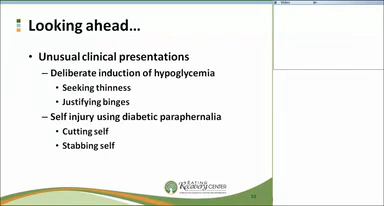 Looking ahead…
• Unusual clinical presentations
– Deliberate induction of hypoglycemia
• Seeking thinness
• Justifying binges
– Self injury using diabetic paraphernalia
• Cutting self
• Stabbing self
EATING
Recovery CENTER
Video